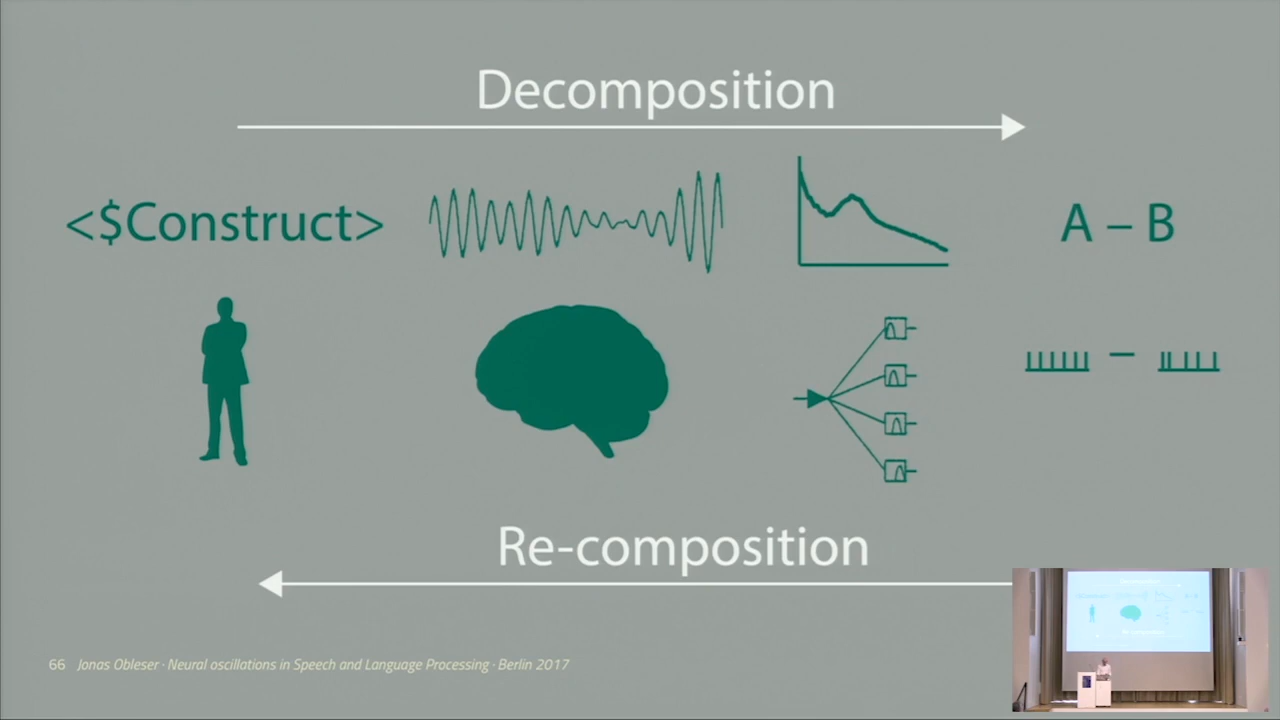 Decomposition
<$Construct>
A – B
Re-composition
66 Jonas Obleser · Neural oscillations in Speech and Language Processing · Berlin 2017